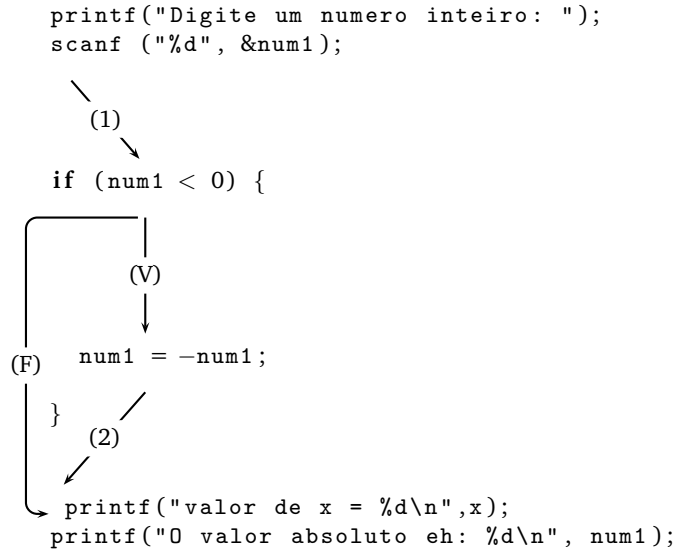 printf("Digite um numero inteiro: ");
scanf ("%d", &num1);
(1)
if (num1 < 0) {
(V)
(F) num1 = −num1;
}
(2)
printf("valor de x = %d\n",x);
printf("O valor absoluto eh: %d\n", num1);